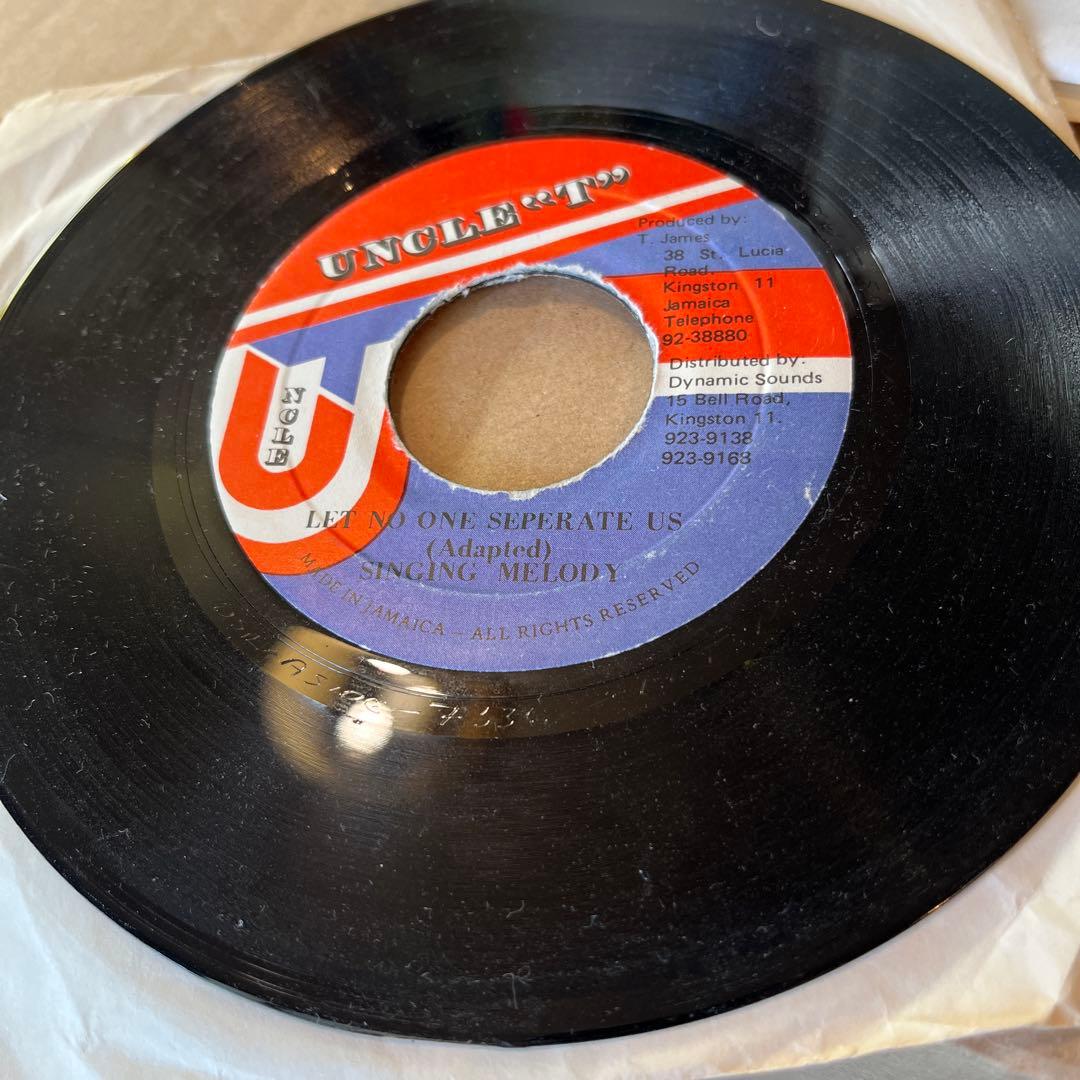 UNCLE “T”
Produced by:
T. James
38 St. Lucia
Road.
Kingston 11
Jamaica
Telephone
92-38880
Distributed by:
Dynamic Sounds
15 Bell Road,
Kingston 11.
923-9138
923-9163
UNCLE
LET NO ONE SEPERATE US
(Adapted)
SINGING MELODY
MADE IN JAMAICA — ALL RIGHTS RESERVED